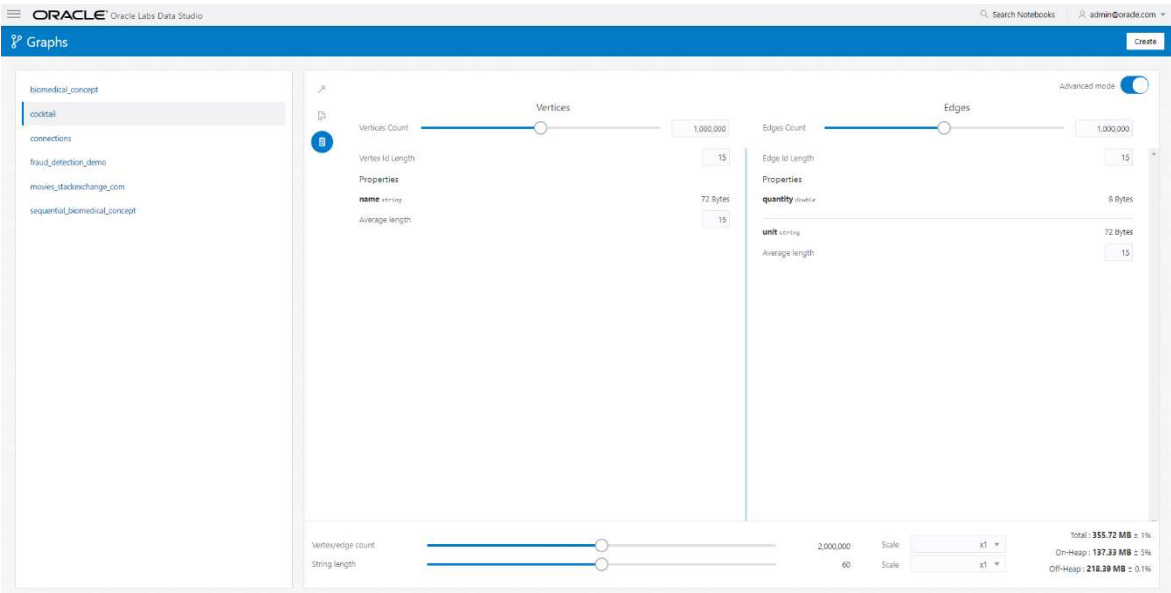 ORACLE® Oracle Labs Data Studio
Search Notebooks
admin@oracle.com
Graphs
Create
biomedical_concept
cocktail
connections
fraud_detection_demo
movies_stackexchange_com
sequential_biomedical_concept
Advanced mode
Vertices
Vertices Count 1,000,000
Vertex Id Length 15
Properties
name string 72 Bytes
Average length 15
Edges
Edges Count 1,000,000
Edge Id Length 15
Properties
quantity double 8 Bytes
unit string 72 Bytes
Average length 15
Vertex/edge count 2,000,000 Scale x1
String length 60 Scale x1
Total : 355.72 MB ± 1%
On-Heap : 137.33 MB ± 5%
Off-Heap : 218.39 MB ± 0.1%